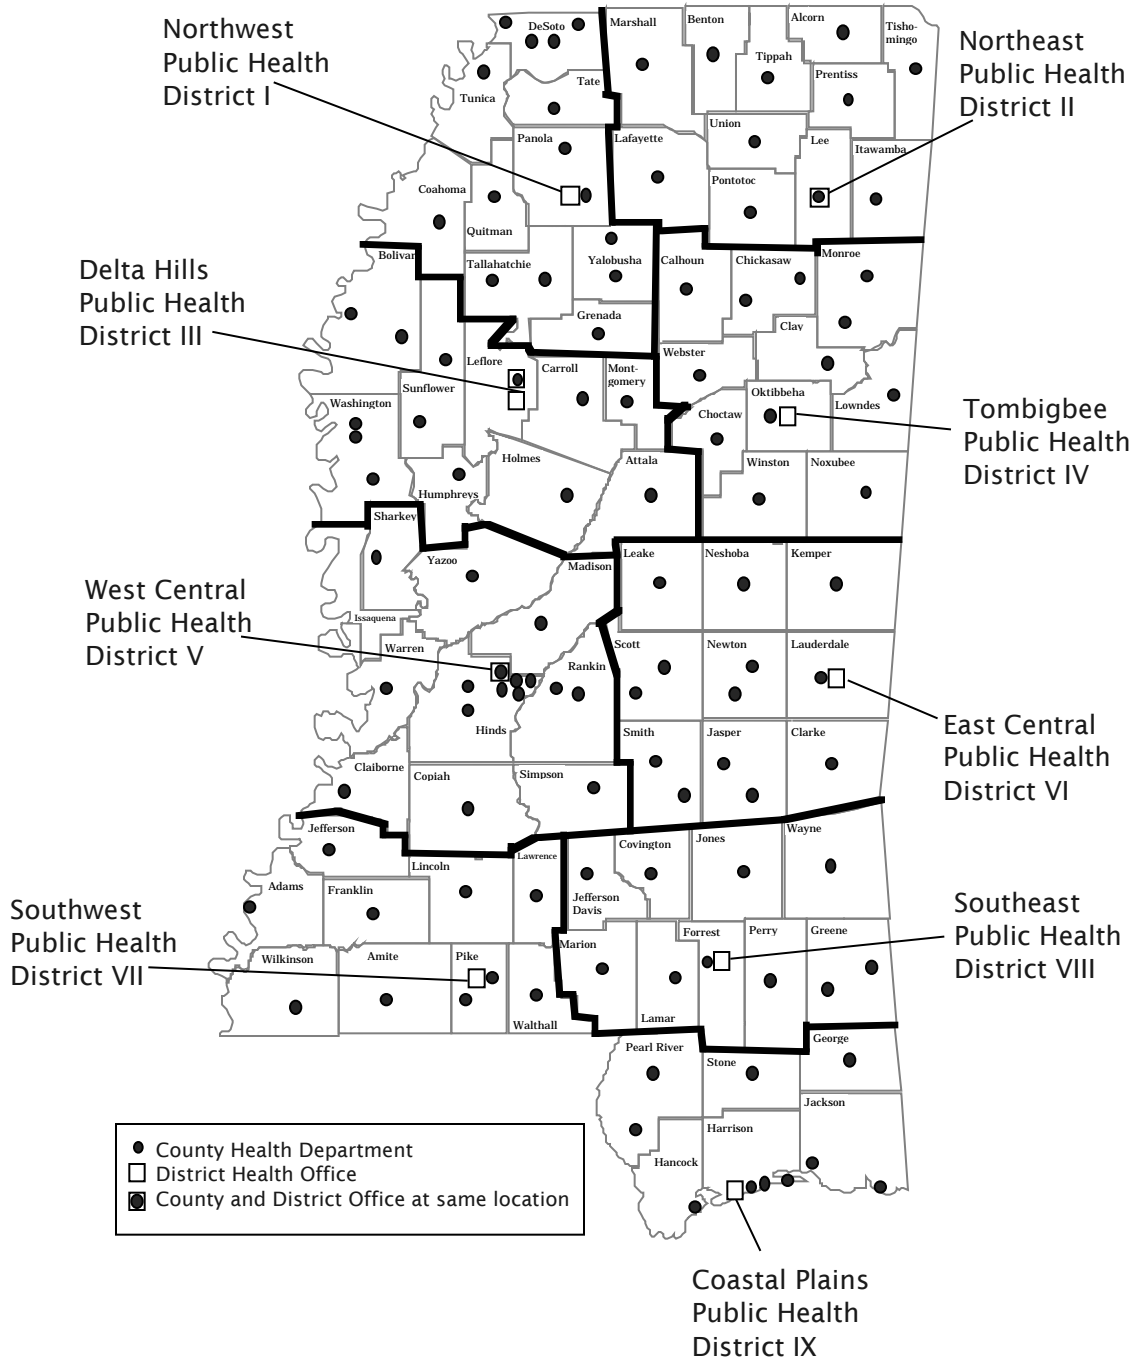 Northwest
Public Health
District I
Northeast
Public Health
District II
Delta Hills
Public Health
District III
Tombigbee
Public Health
District IV
West Central
Public Health
District V
East Central
Public Health
District VI
Southwest
Public Health
District VII
Southeast
Public Health
District VIII
Coastal Plains
Public Health
District IX
DeSoto
Marshall
Benton
Alcorn
Tisho-
mingo
Tippah
Prentiss
Tunica
Tate
Panola
Lafayette
Union
Lee
Itawamba
Pontotoc
Coahoma
Quitman
Bolivar
Tallahatchie
Yalobusha
Calhoun
Chickasaw
Monroe
Grenada
Clay
Webster
Leflore
Carroll
Mont-
gomery
Sunflower
Washington
Choctaw
Oktibbeha
Lowndes
Holmes
Attala
Winston
Noxubee
Humphreys
Sharkey
Yazoo
Madison
Leake
Neshoba
Kemper
Issaquena
Warren
Rankin
Scott
Newton
Lauderdale
Hinds
Smith
Jasper
Clarke
Claiborne
Copiah
Simpson
Jefferson
Lincoln
Lawrence
Covington
Jones
Wayne
Adams
Franklin
Jefferson
Davis
Wilkinson
Amite
Pike
Walthall
Marion
Lamar
Forrest
Perry
Greene
Pearl River
Stone
George
Hancock
Harrison
Jackson
County Health Department
District Health Office
County and District Office at same location